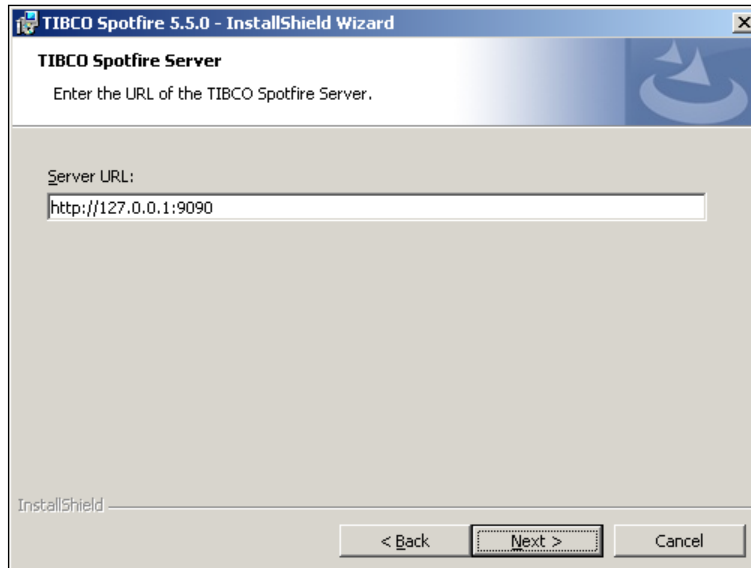 TIBCO Spotfire 5.5.0 - InstallShield Wizard
TIBCO Spotfire Server
Enter the URL of the TIBCO Spotfire Server.
Server URL:
http://127.0.0.1:9090
InstallShield
< Back Next > Cancel